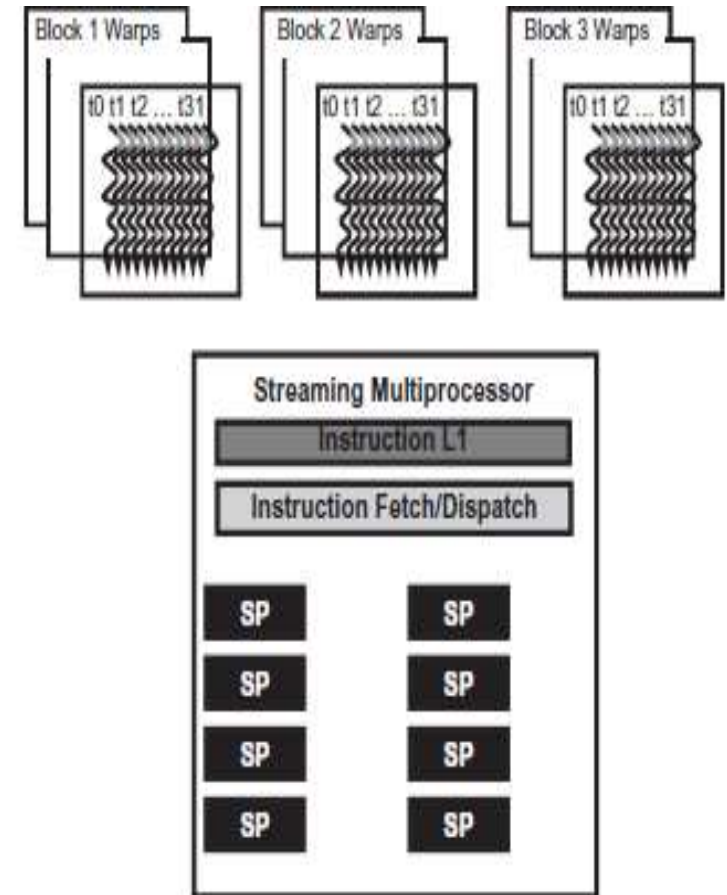 Block 1 Warps
Block 2 Warps
Block 3 Warps
t0 t1 t2 ... t31
t0 t1 t2 ... t31
t0 t1 t2 ... t31
Streaming Multiprocessor
Instruction L1
Instruction Fetch/Dispatch
SP SP
SP SP
SP SP
SP SP